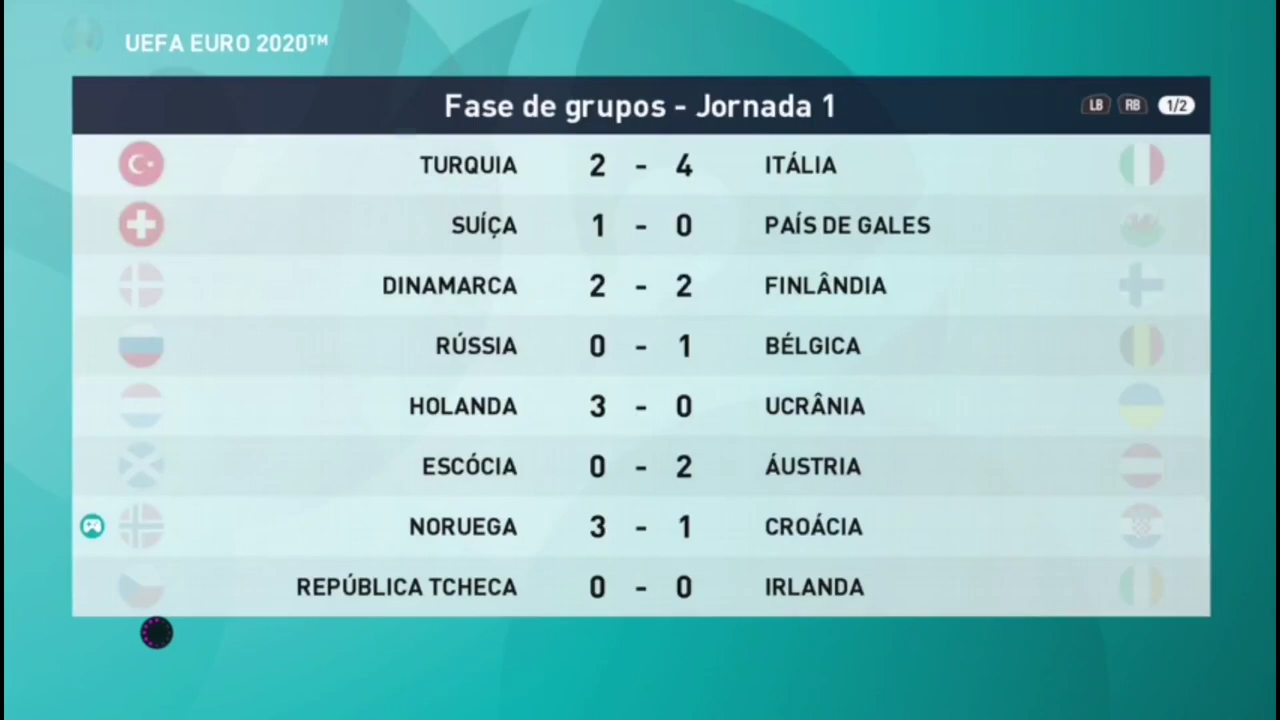 UEFA EURO 2020™
Fase de grupos - Jornada 1 LB RB 1/2
TURQUIA 2 - 4 ITÁLIA
SUÍÇA 1 - 0 PAÍS DE GALES
DINAMARCA 2 - 2 FINLÂNDIA
RÚSSIA 0 - 1 BÉLGICA
HOLANDA 3 - 0 UCRÂNIA
ESCÓCIA 0 - 2 ÁUSTRIA
NORUEGA 3 - 1 CROÁCIA
REPÚBLICA TCHECA 0 - 0 IRLANDA